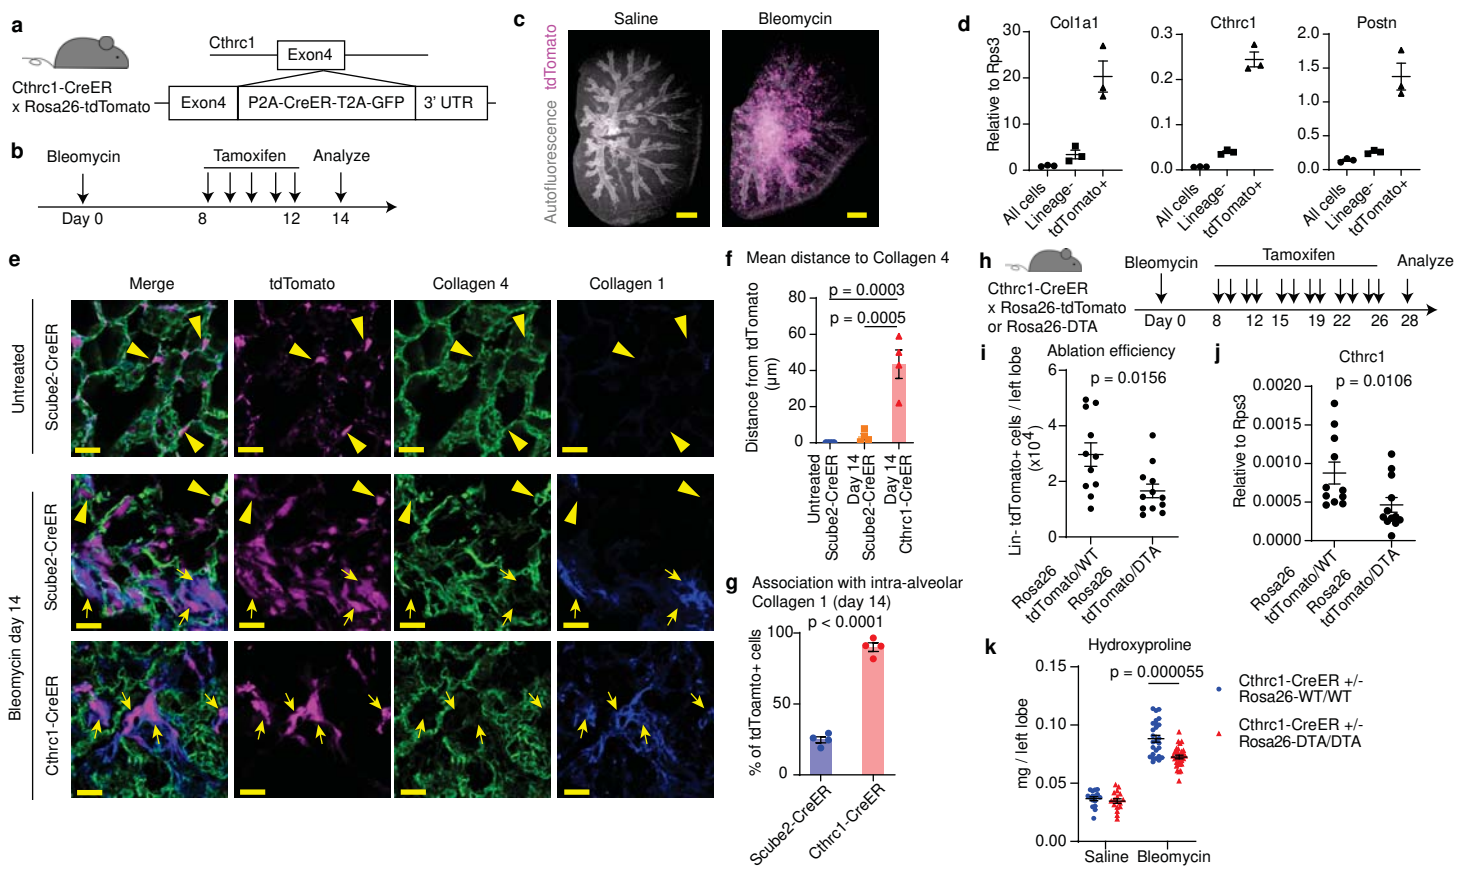 a
Cthrc1
Exon4
Cthrc1-CreER
x Rosa26-tdTomato
Exon4
P2A-CreER-T2A-GFP
3' UTR
b
Bleomycin
Tamoxifen
Analyze
Day 0
8
12
14
c
Saline
Bleomycin
Autofluorescence tdTomato
d
Col1a1
Cthrc1
Postn
Relative to Rps3
30
20
10
0
0.3
0.2
0.1
0.0
2.0
1.5
1.0
0.5
0.0
All cells
Lineage-
tdTomato+
All cells
Lineage-
tdTomato+
All cells
Lineage-
tdTomato+
e
Merge
tdTomato
Collagen 4
Collagen 1
Untreated
Scube2-CreER
Bleomycin day 14
Scube2-CreER
Cthrc1-CreER
f
Mean distance to Collagen 4
p = 0.0003
p = 0.0005
Distance from tdTomato
(μm)
80
60
40
20
0
Untreated
Scube2-CreER
Day 14
Scube2-CreER
Day 14
Cthrc1-CreER
g
Association with intra-alveolar
Collagen 1 (day 14)
p < 0.0001
% of tdToamto+ cells
100
50
0
Scube2-CreER
Cthrc1-CreER
h
Cthrc1-CreER
x Rosa26-tdTomato
or Rosa26-DTA
Bleomycin
Tamoxifen
Analyze
Day 0
8
12
15
19
22
26
28
i
Ablation efficiency
p = 0.0156
Lin- tdTomato+ cells / left lobe
(x10⁴)
6
4
2
0
Rosa26
tdTomato/WT
Rosa26
tdTomato/DTA
j
Cthrc1
p = 0.0106
Relative to Rps3
0.0020
0.0015
0.0010
0.0005
0.0000
Rosa26
tdTomato/WT
Rosa26
tdTomato/DTA
k
Hydroxyproline
p = 0.000055
mg / left lobe
0.15
0.10
0.05
0.00
Saline
Bleomycin
Cthrc1-CreER +/-
Rosa26-WT/WT
Cthrc1-CreER +/-
Rosa26-DTA/DTA